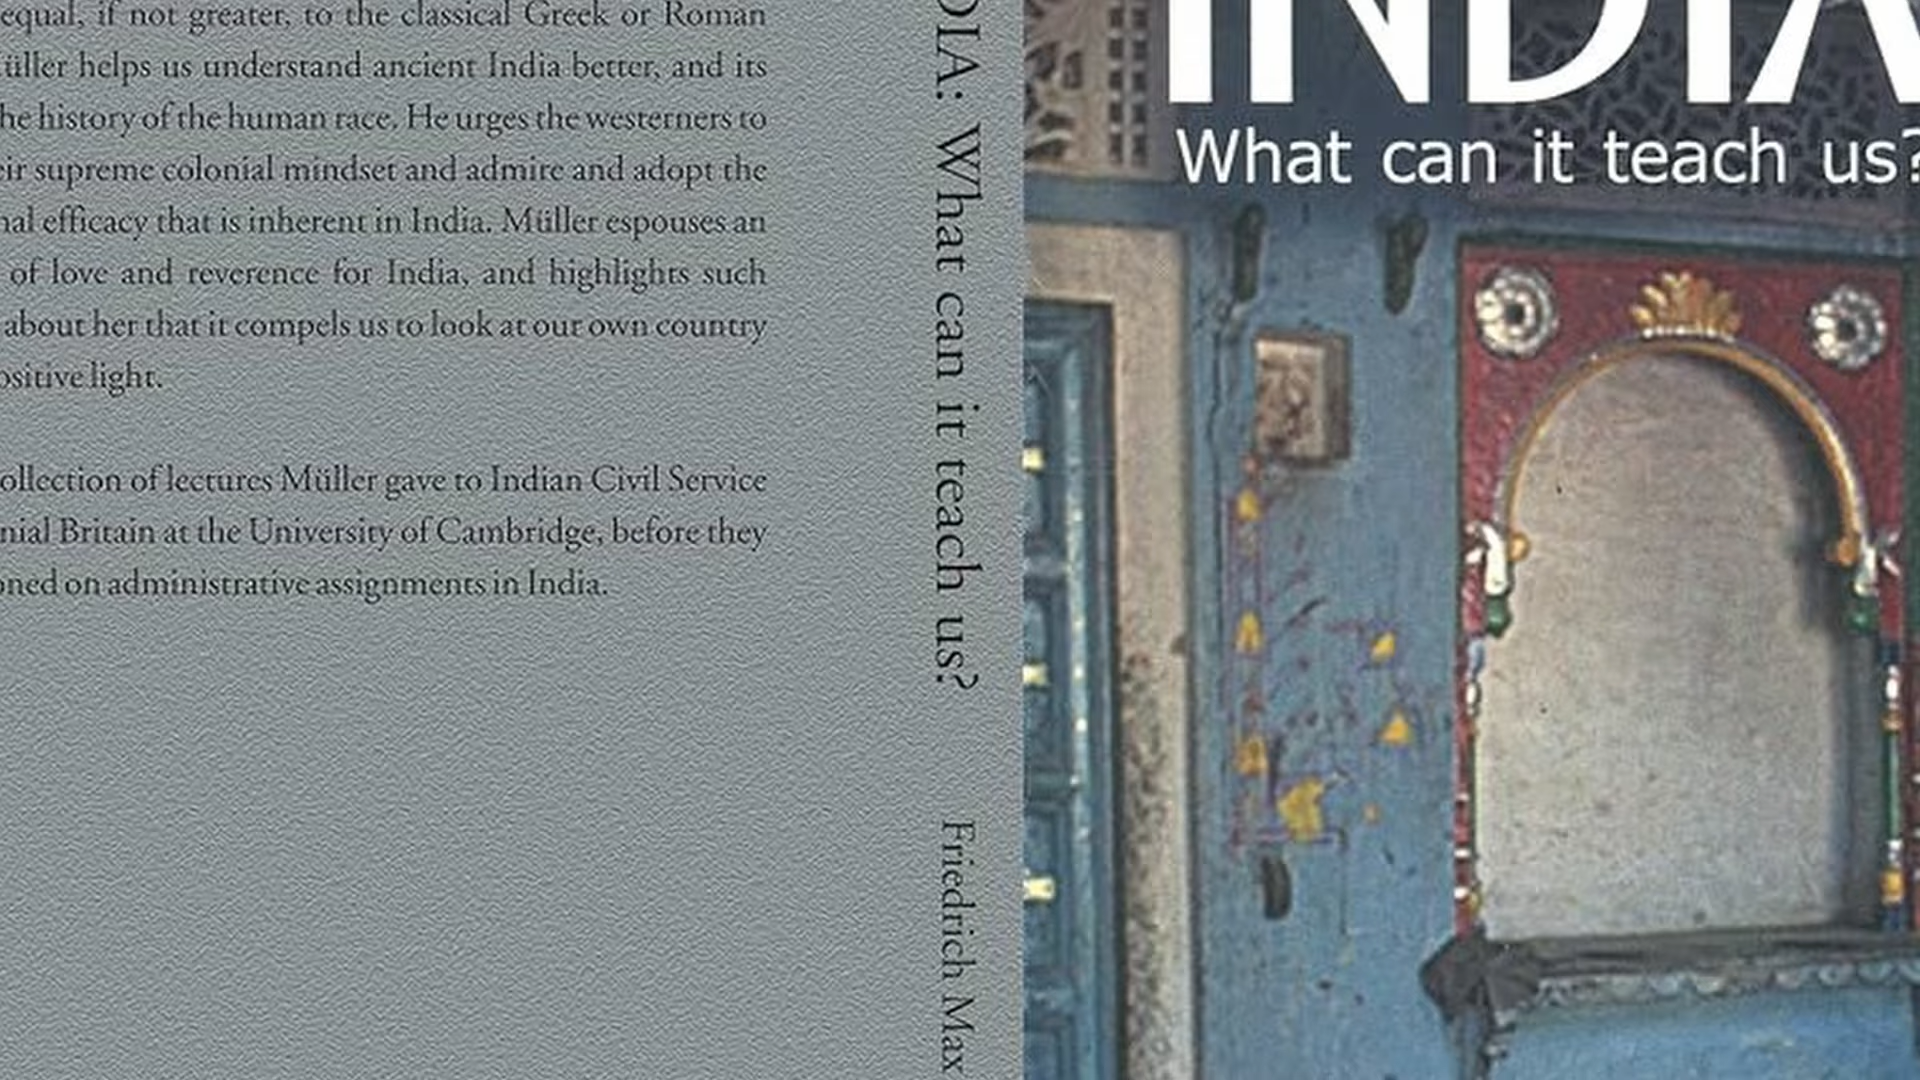 equal, if not greater, to the classical Greek or Roman
üller helps us understand ancient India better, and its
he history of the human race. He urges the westerners to
eir supreme colonial mindset and admire and adopt the
nal efficacy that is inherent in India. Müller espouses an
of love and reverence for India, and highlights such
about her that it compels us to look at our own country
ositive light.
ollection of lectures Müller gave to Indian Civil Service
nial Britain at the University of Cambridge, before they
oned on administrative assignments in India.
DIA: What can it teach us?
Friedrich Max
INDIA
What can it teach us?